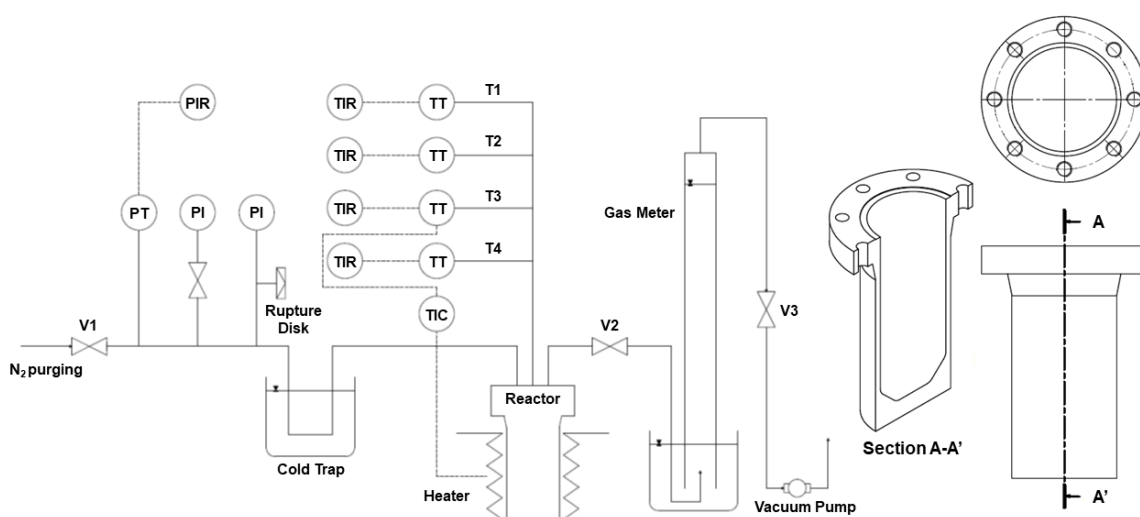 PIR
TIR
TT
T1
TIR
TT
T2
TIR
TT
T3
TIR
TT
T4
PT
PI
PI
Rupture
Disk
TIC
V1
N₂ purging
Cold Trap
Reactor
Heater
V2
Gas Meter
V3
Vacuum Pump
Section A-A'
A
A'